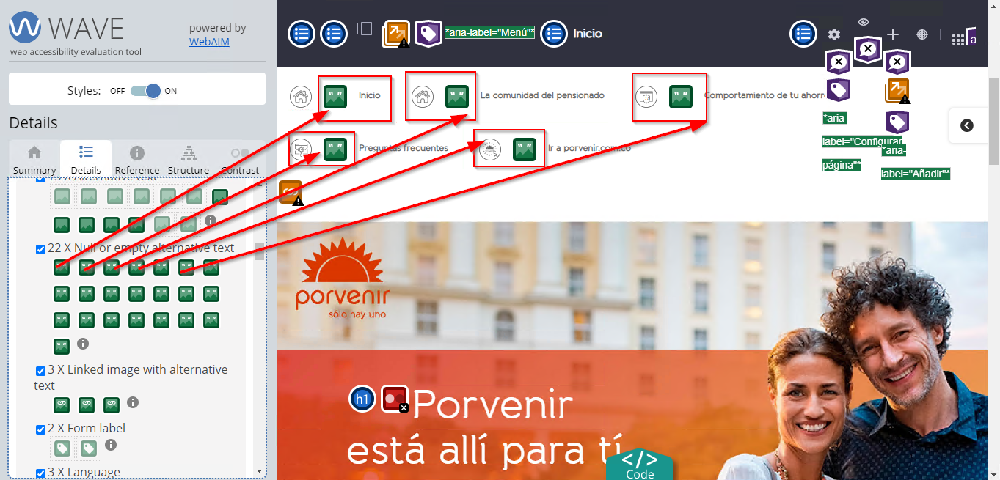 WAVE
powered by
WebAIM
web accessibility evaluation tool
Styles: OFF ON
Details
Summary Details Reference Structure Contrast
22 X Null or empty alternative text
3 X Linked image with alternative
text
2 X Form label
3 X Language
*aria-label="Menú"*
Inicio
a
Inicio
La comunidad del pensionado
Comportamiento de tu ahorr
Preguntas frecuentes
Ir a porvenir.com.co
*aria-
label="Configurar
página"*
*aria-
label="Añadir"*
porvenir
sólo hay uno
h1
Porvenir
está allí para tí
</>
Code